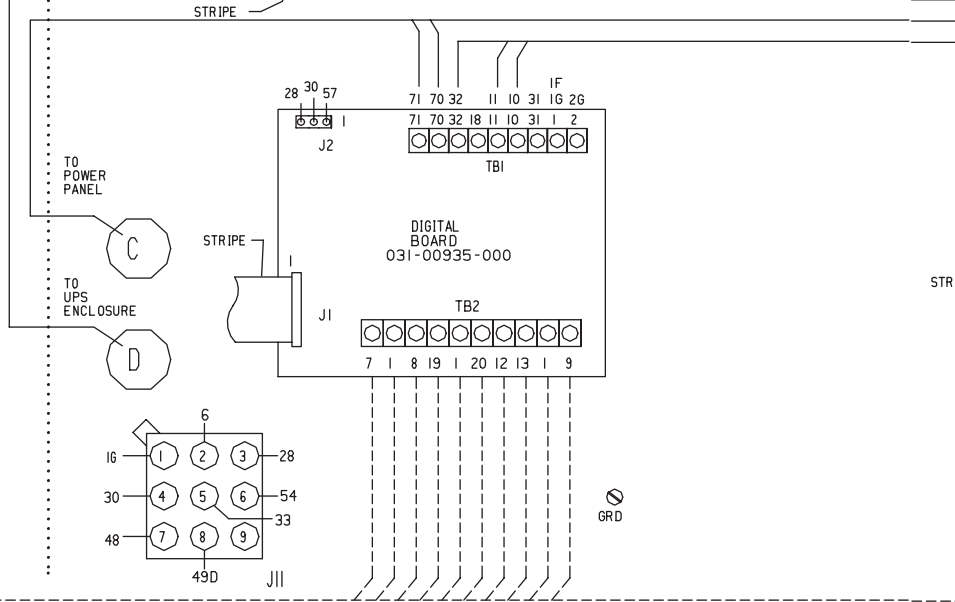 STRIPE
1F
71 70 32 11 10 31 1G 2G
28 30 57
71 70 32 18 11 10 31 1 2
1
J2
TB1
TO
POWER
PANEL
C
DIGITAL
BOARD
031-00935-000
STRIPE
1
TO
UPS
ENCLOSURE
STR
J1
TB2
D
7 1 8 19 1 20 12 13 1 9
6
1G 1 2 3 28
30 4 5 6 54
33
48 7 8 9
49D
J11
GRD